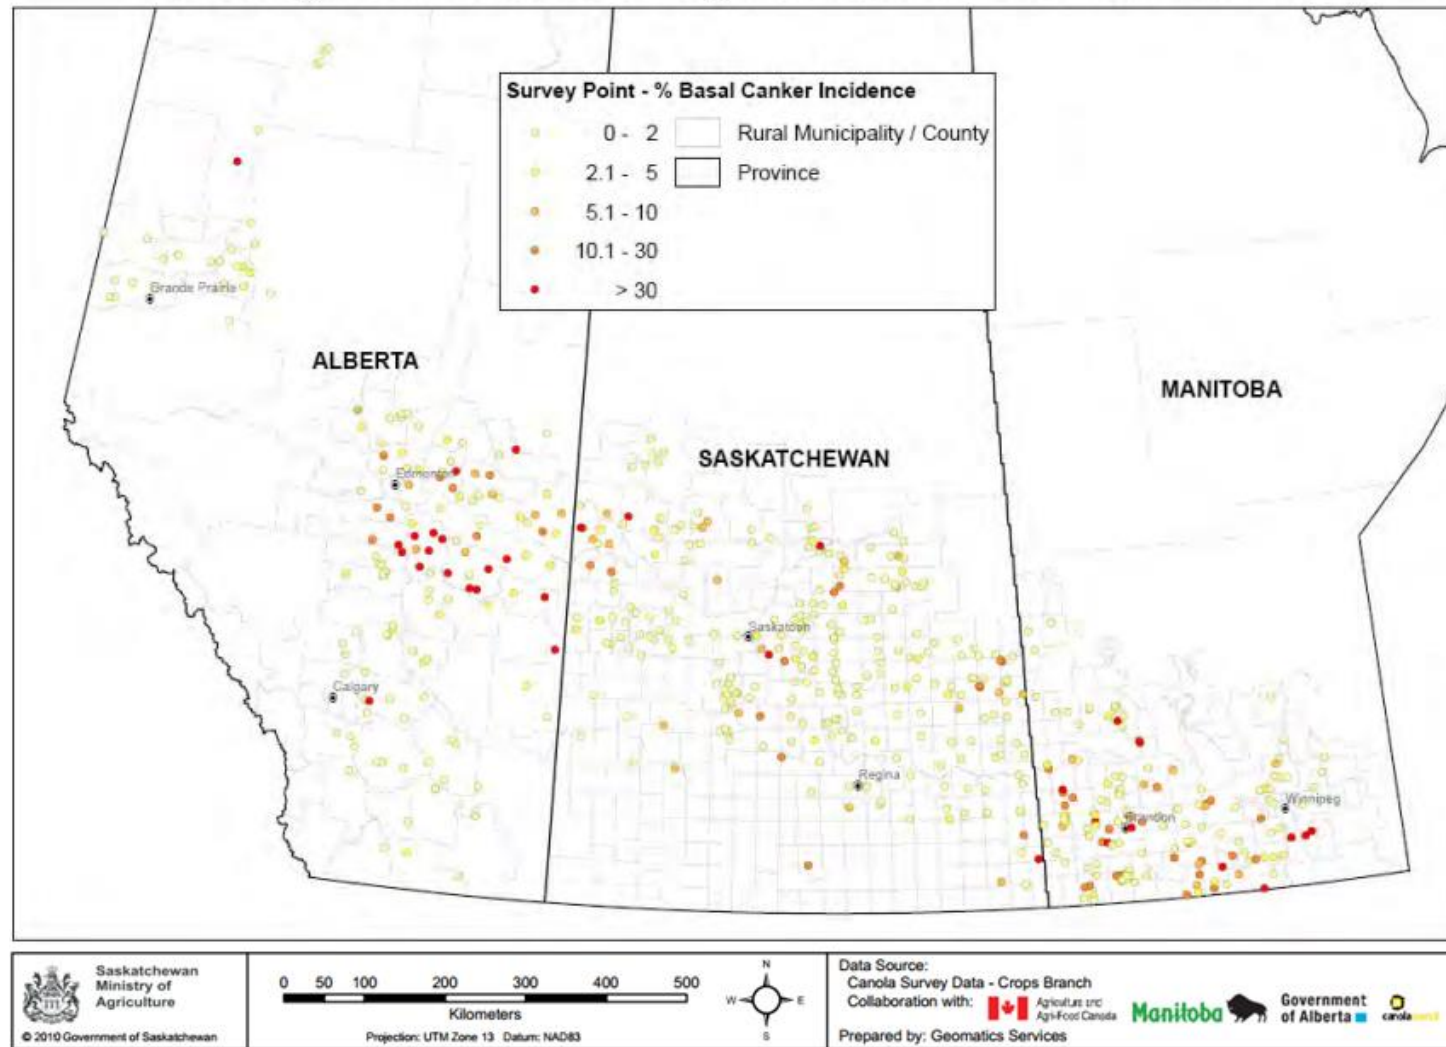 Survey Point - % Basal Canker Incidence
0 - 2 Rural Municipality / County
2.1 - 5 Province
5.1 - 10
10.1 - 30
> 30
Grande Prairie
ALBERTA
MANITOBA
SASKATCHEWAN
Edmonton
Saskatoon
Calgary
Regina
Winnipeg
Brandon
Saskatchewan
Ministry of
Agriculture
© 2010 Government of Saskatchewan
0 50 100 200 300 400 500
Kilometers
Projection: UTM Zone 13 Datum: NAD83
N
W E
S
Data Source:
Canola Survey Data - Crops Branch
Collaboration with:
Agriculture and
Agri-Food Canada
Manitoba
Government
of Alberta
canola
Prepared by: Geomatics Services